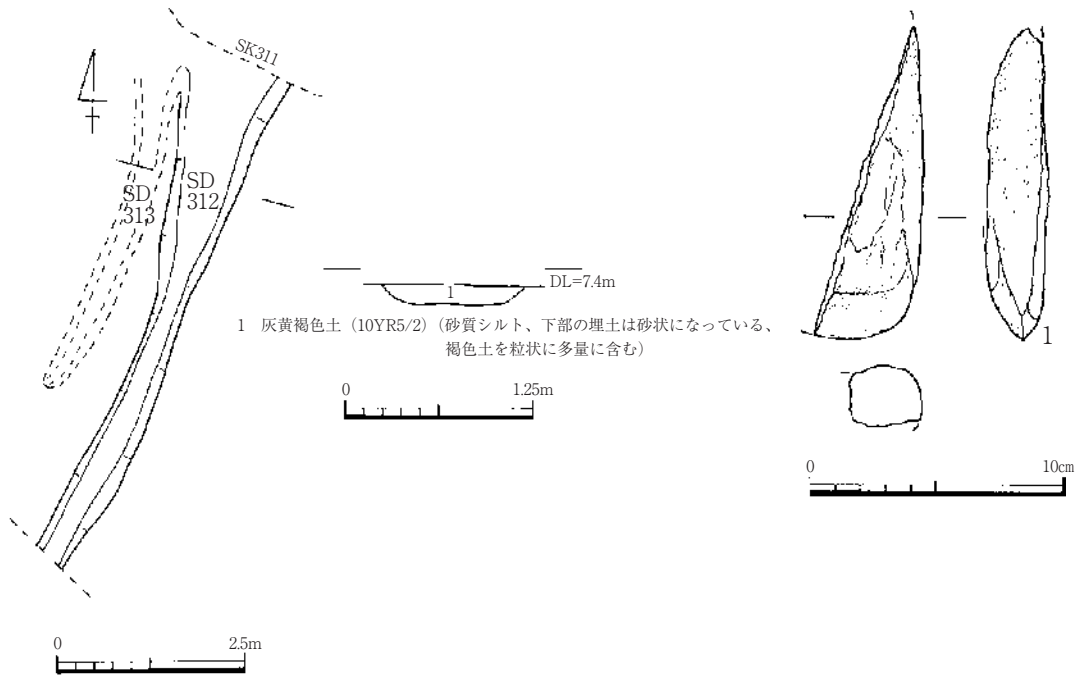 SK311
SD
313
SD
312
1
DL=7.4m
1 灰黄褐色土（10YR5/2）（砂質シルト、下部の埋土は砂状になっている、
褐色土を粒状に多量に含む）
0 1.25m
1
0 10㎝
0 2.5m